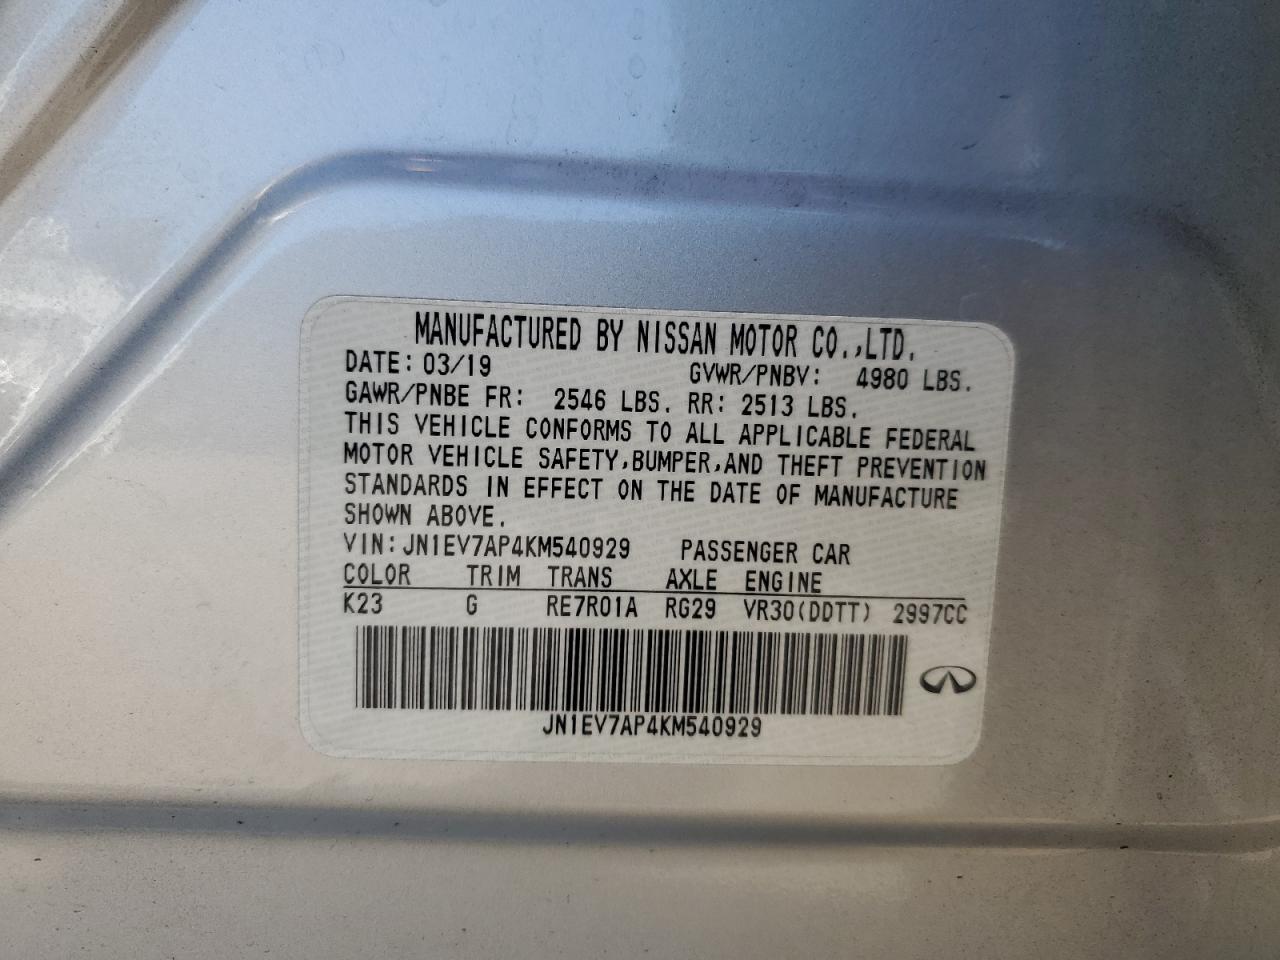 MANUFACTURED BY NISSAN MOTOR CO.,LTD.
DATE: 03/19 GVWR/PNBV: 4980 LBS.
GAWR/PNBE FR: 2546 LBS. RR: 2513 LBS.
THIS VEHICLE CONFORMS TO ALL APPLICABLE FEDERAL
MOTOR VEHICLE SAFETY,BUMPER,AND THEFT PREVENTION
STANDARDS IN EFFECT ON THE DATE OF MANUFACTURE
SHOWN ABOVE.
VIN:JN1EV7AP4KM540929 PASSENGER CAR
COLOR TRIM TRANS AXLE ENGINE
K23 G RE7R01A RG29 VR30(DDTT) 2997CC
JN1EV7AP4KM540929